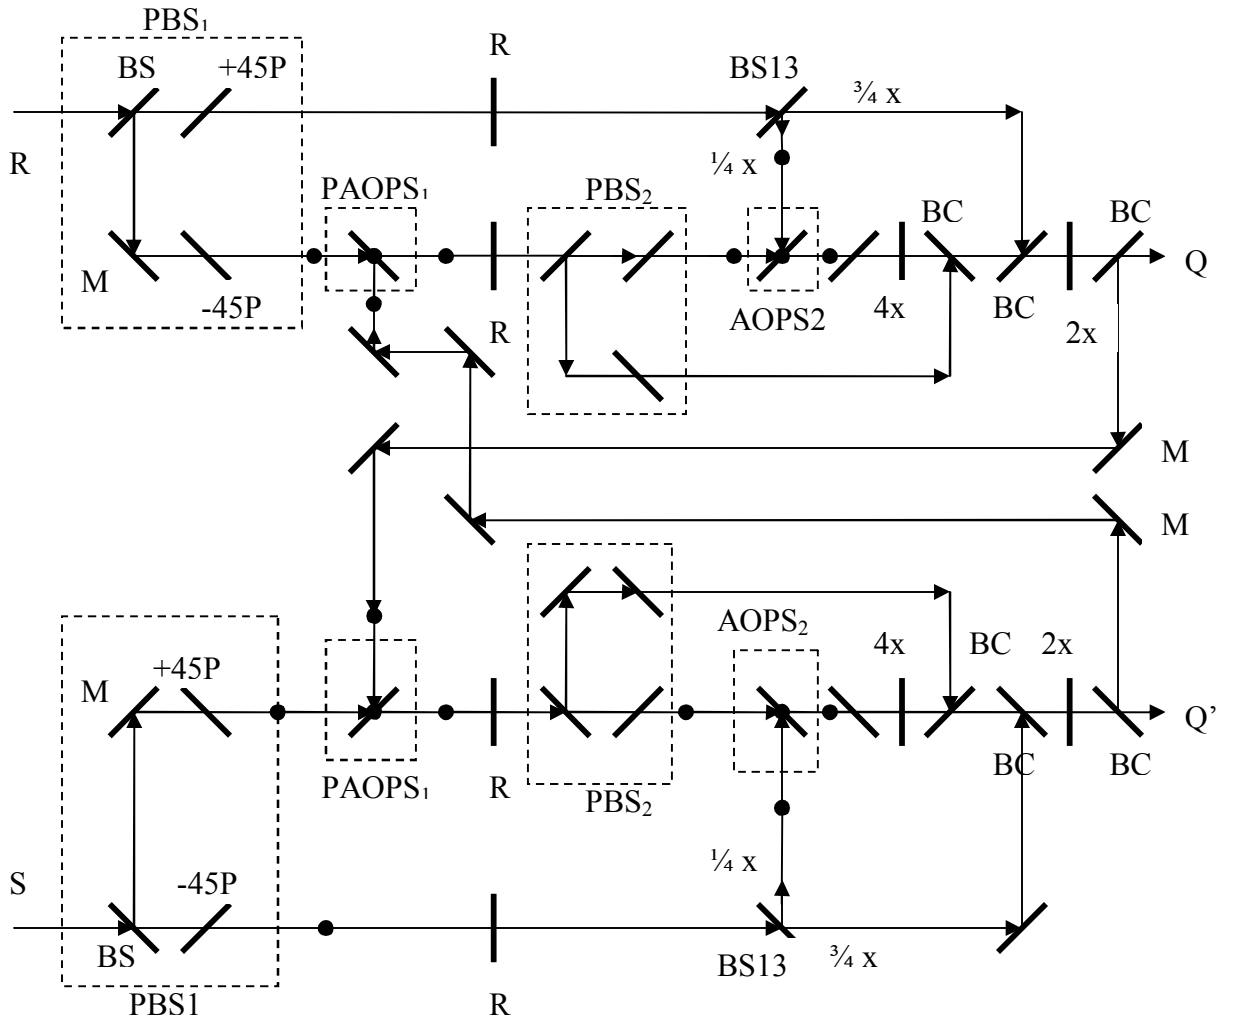 PBS₁
R
BS
+45P
BS13
¾ x
R
¼ x
PAOPS₁
PBS₂
BC
BC
M
-45P
R
AOPS2
4x
BC
2x
Q
M
M
AOPS₂
M
+45P
4x
BC
2x
Q’
PAOPS₁
R
PBS₂
BC
BC
S
-45P
¼ x
BS
BS13
¾ x
PBS1
R